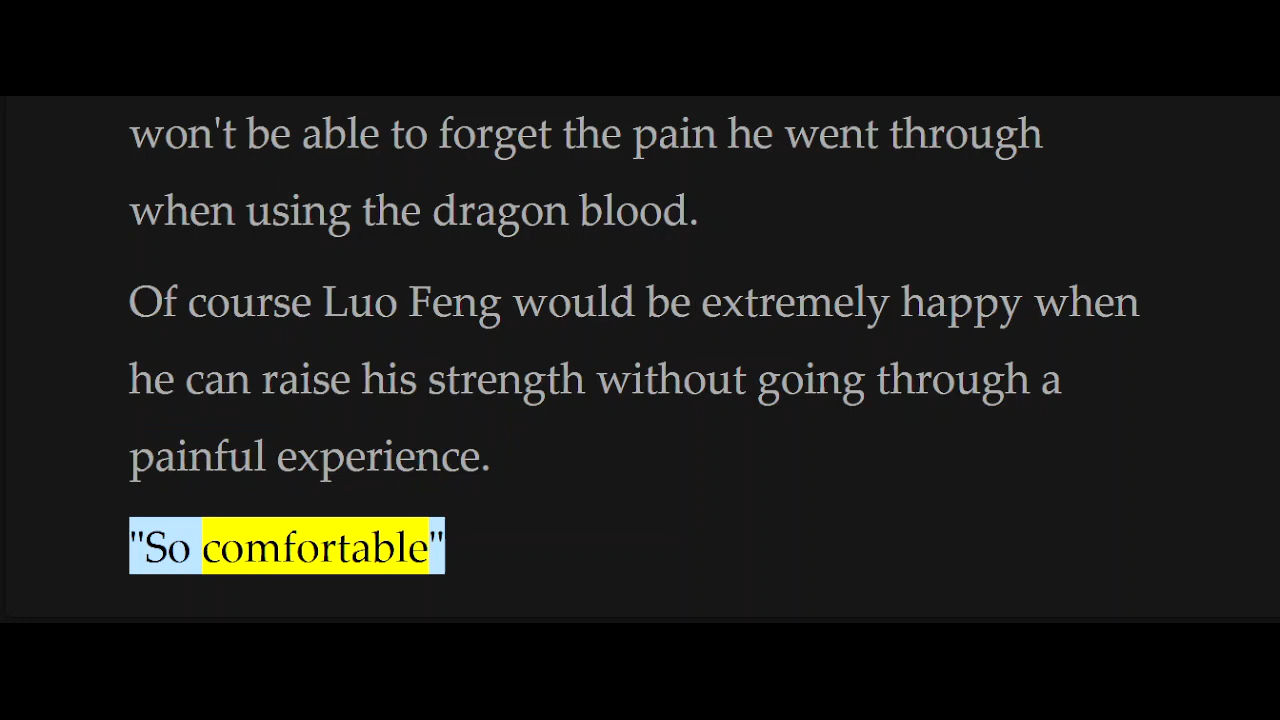 won't be able to forget the pain he went through
when using the dragon blood.
Of course Luo Feng would be extremely happy when
he can raise his strength without going through a
painful experience.
"So comfortable"